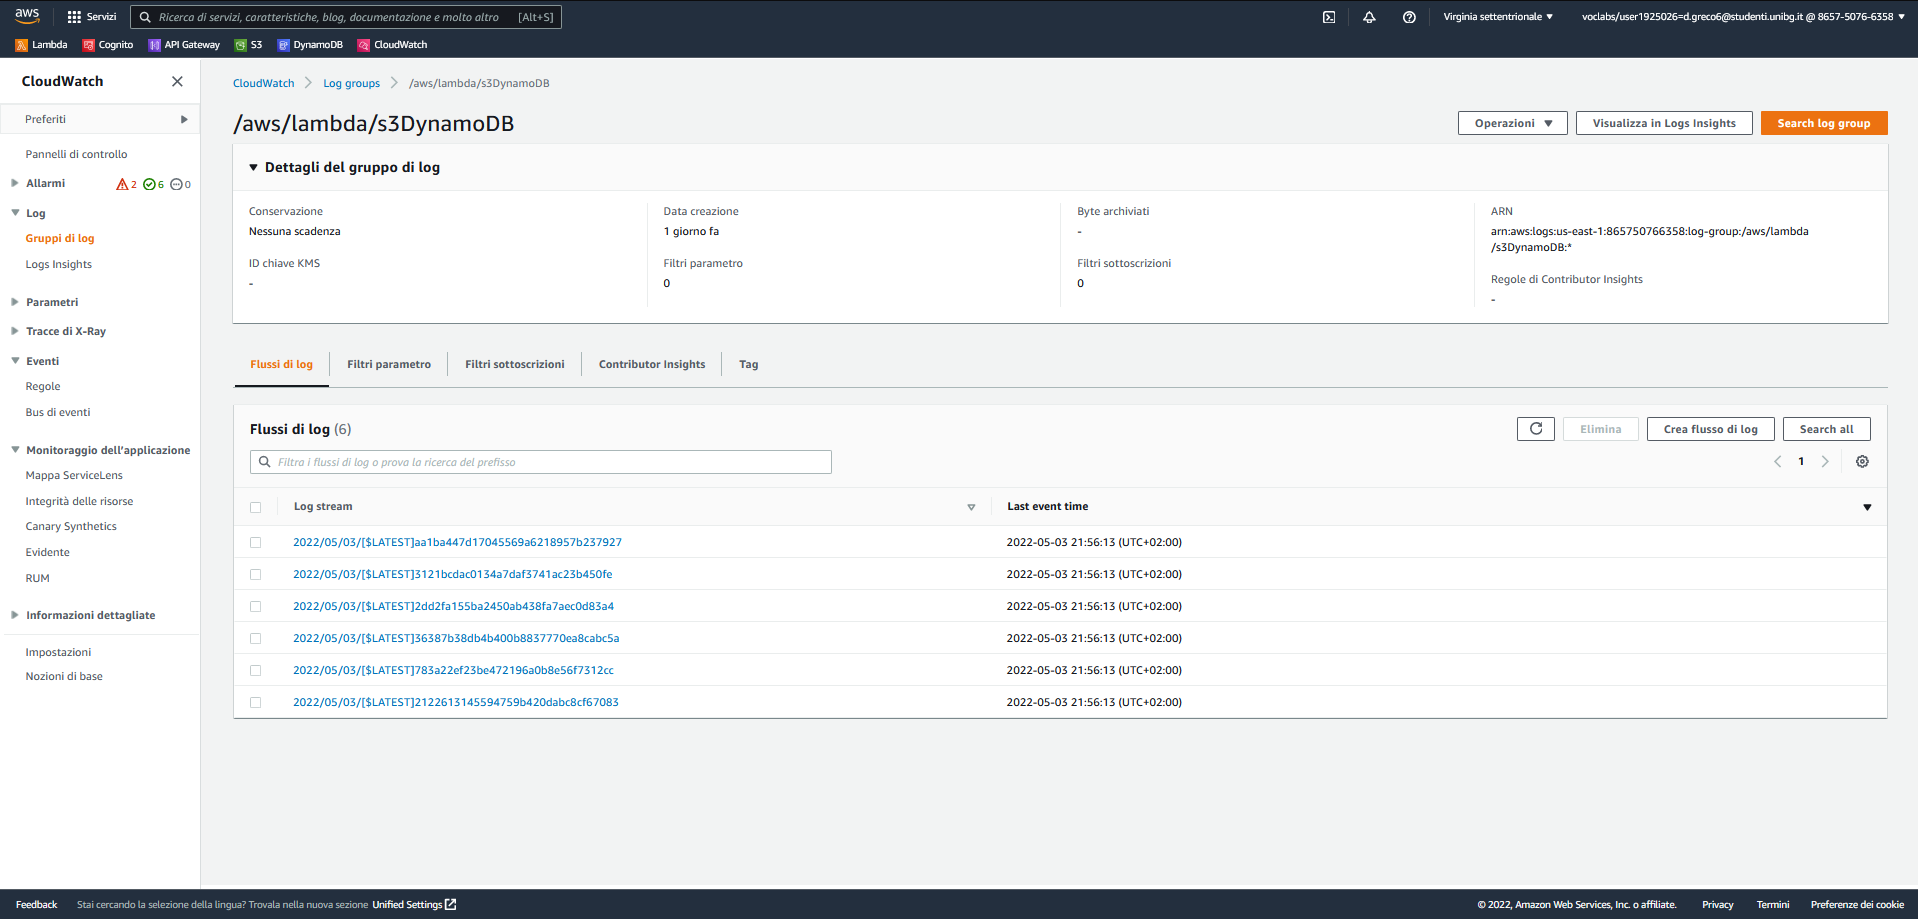 aws
Servizi
Ricerca di servizi, caratteristiche, blog, documentazione e molto altro [Alt+S]
Virginia settentrionale
voclabs/user1925026=d.greco6@studenti.unibg.it @ 8657-5076-6358
Lambda Cognito API Gateway S3 DynamoDB CloudWatch
CloudWatch
Preferiti
Pannelli di controllo
Allarmi 2 6 0
Log
Gruppi di log
Logs Insights
Parametri
Tracce di X-Ray
Eventi
Regole
Bus di eventi
Monitoraggio dell'applicazione
Mappa ServiceLens
Integrità delle risorse
Canary Synthetics
Evidente
RUM
Informazioni dettagliate
Impostazioni
Nozioni di base
CloudWatch Log groups /aws/lambda/s3DynamoDB
/aws/lambda/s3DynamoDB
Operazioni
Visualizza in Logs Insights
Search log group
Dettagli del gruppo di log
Conservazione
Nessuna scadenza
ID chiave KMS
-
Data creazione
1 giorno fa
Filtri parametro
0
Byte archiviati
-
Filtri sottoscrizioni
0
ARN
arn:aws:logs:us-east-1:865750766358:log-group:/aws/lambda
/s3DynamoDB:*
Regole di Contributor Insights
-
Flussi di log Filtri parametro Filtri sottoscrizioni Contributor Insights Tag
Flussi di log (6)
Elimina
Crea flusso di log
Search all
Filtra i flussi di log o prova la ricerca del prefisso
1
Log stream Last event time
2022/05/03/[$LATEST]aa1ba447d17045569a6218957b237927 2022-05-03 21:56:13 (UTC+02:00)
2022/05/03/[$LATEST]3121bcdac0134a7daf3741ac23b450fe 2022-05-03 21:56:13 (UTC+02:00)
2022/05/03/[$LATEST]2dd2fa155ba2450ab438fa7aec0d83a4 2022-05-03 21:56:13 (UTC+02:00)
2022/05/03/[$LATEST]36387b38db4b400b8837770ea8cabc5a 2022-05-03 21:56:13 (UTC+02:00)
2022/05/03/[$LATEST]783a22ef23be472196a0b8e56f7312cc 2022-05-03 21:56:13 (UTC+02:00)
2022/05/03/[$LATEST]2122613145594759b420dabc8cf67083 2022-05-03 21:56:13 (UTC+02:00)
Feedback Stai cercando la selezione della lingua? Trovala nella nuova sezione Unified Settings
© 2022, Amazon Web Services, Inc. o affiliate. Privacy Termini Preferenze dei cookie